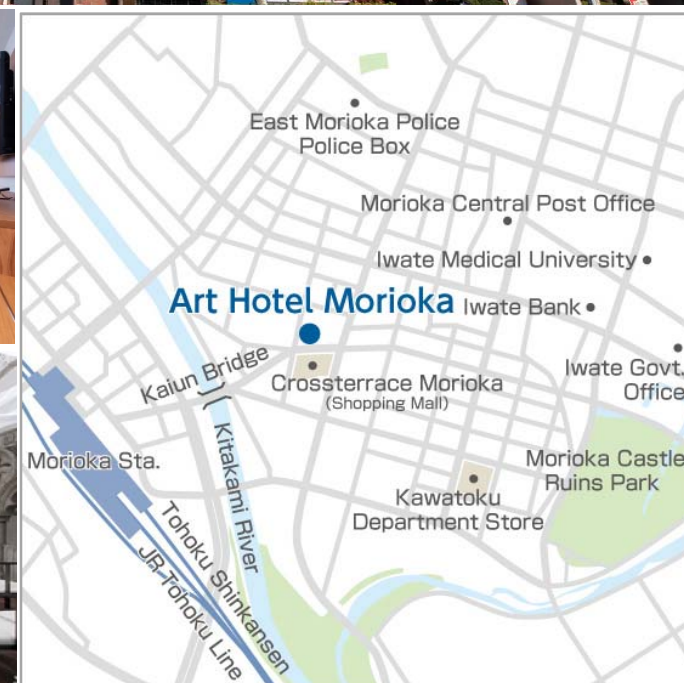 East Morioka Police
Police Box
Morioka Central Post Office
Iwate Medical University
Art Hotel Morioka
Iwate Bank
Kaiun Bridge
Crossterrace Morioka
(Shopping Mall)
Iwate Govt,
Office
Morioka Sta.
Kitakami River
Morioka Castle
Ruins Park
Kawatoku
Department Store
Tohoku Shinkansen
JR Tohoku Line